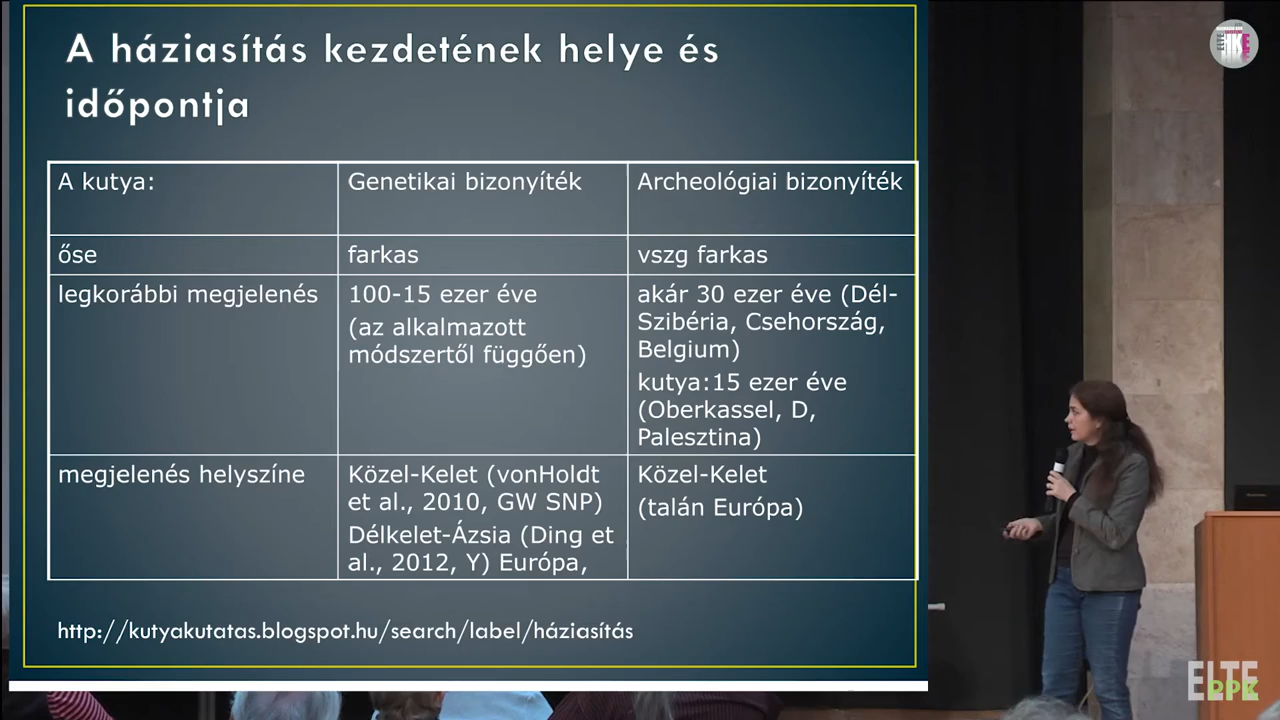 A háziasítás kezdetének helye és
időpontja
A kutya:
Genetikai bizonyíték
Archeológiai bizonyíték
őse
farkas
vszg farkas
legkorábbi megjelenés
100-15 ezer éve
(az alkalmazott
módszertől függően)
akár 30 ezer éve (Dél-
Szibéria, Csehország,
Belgium)
kutya:15 ezer éve
(Oberkassel, D,
Palesztina)
megjelenés helyszíne
Közel-Kelet (vonHoldt
et al., 2010, GW SNP)
Délkelet-Ázsia (Ding et
al., 2012, Y) Európa,
Közel-Kelet
(talán Európa)
http://kutyakutatas.blogspot.hu/search/label/háziasítás
ELTE
PPK